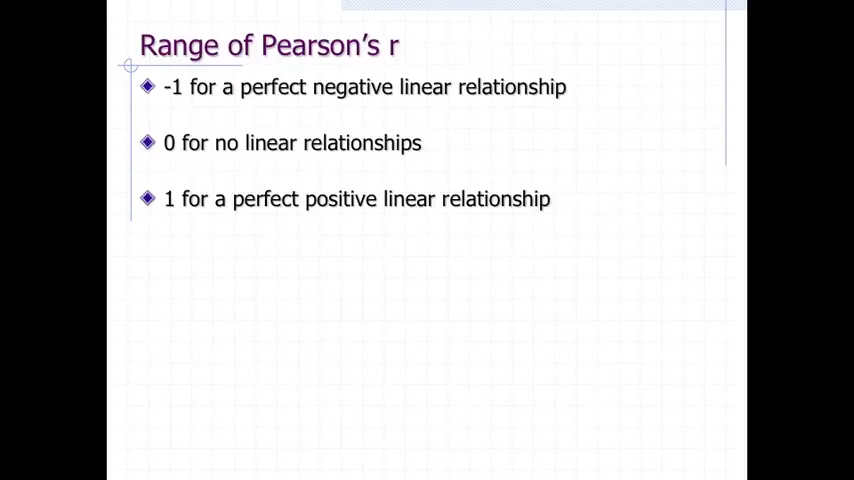 Range of Pearson’s r
-1 for a perfect negative linear relationship
0 for no linear relationships
1 for a perfect positive linear relationship